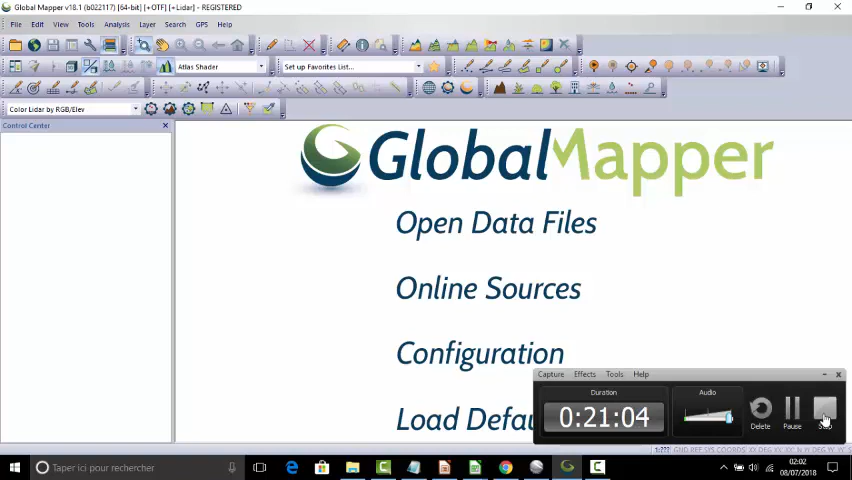 Global Mapper v18.1 (b022117) [64-bit] [+OTF] [+Lidar] - REGISTERED
File Edit View Tools Analysis Layer Search GPS Help
Atlas Shader
Set up Favorites List...
Color Lidar by RGB/Elev
Control Center
GlobalMapper
Open Data Files
Online Sources
Configuration
Load Defau
Capture Effects Tools Help
Duration
Audio
0:21:04
Delete
Pause
Stop
Taper ici pour rechercher
02:02
08/07/2018